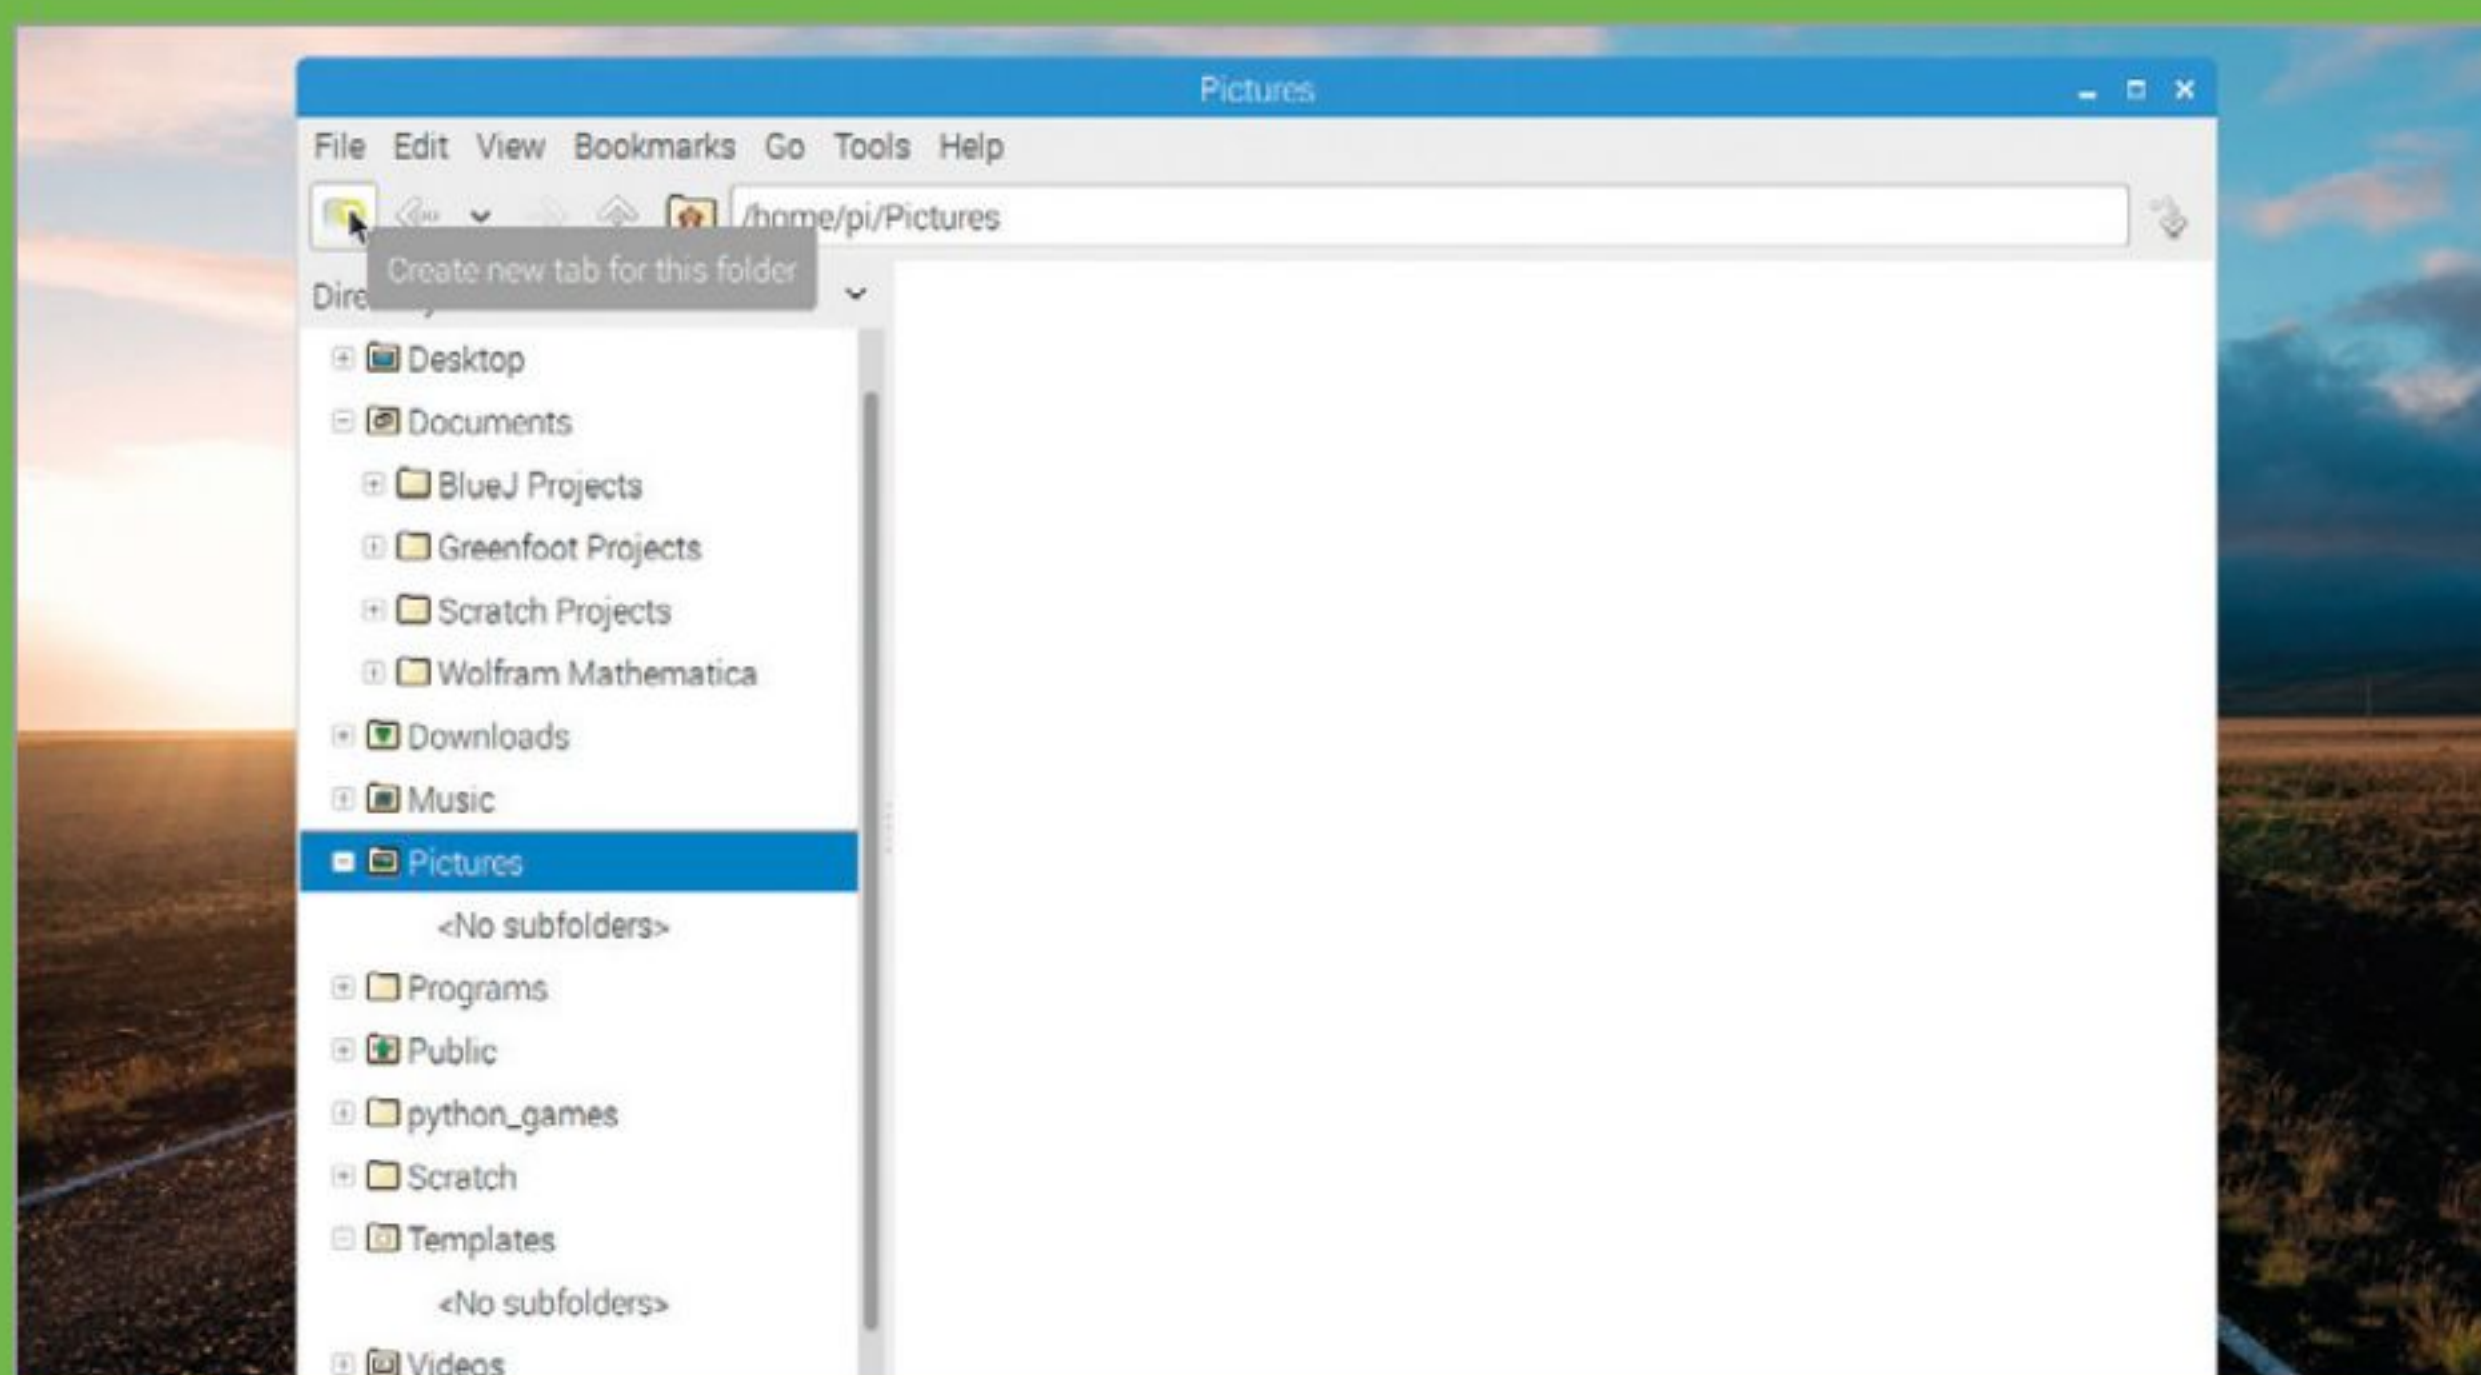 Pictures
File Edit View Bookmarks Go Tools Help
/home/pi/Pictures
Create new tab for this folder
Desktop
Documents
BlueJ Projects
Greenfoot Projects
Scratch Projects
Wolfram Mathematica
Downloads
Music
Pictures
<No subfolders>
Programs
Public
python_games
Scratch
Templates
<No subfolders>
Videos